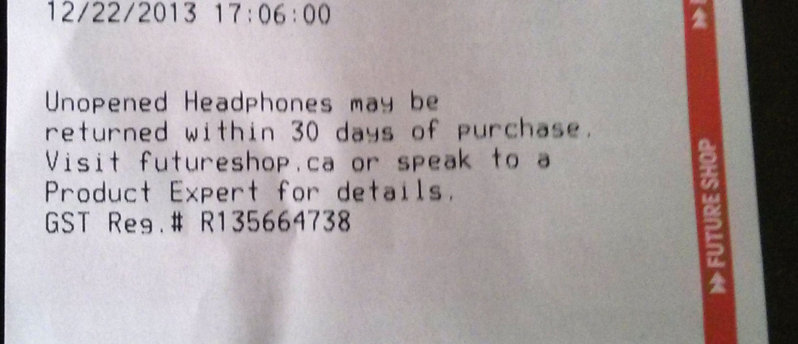 12/22/2013 17:06:00
Unopened Headphones may be
returned within 30 days of purchase.
Visit futureshop.ca or speak to a
Product Expert for details.
GST Reg.# R135664738
FUTURE SHOP